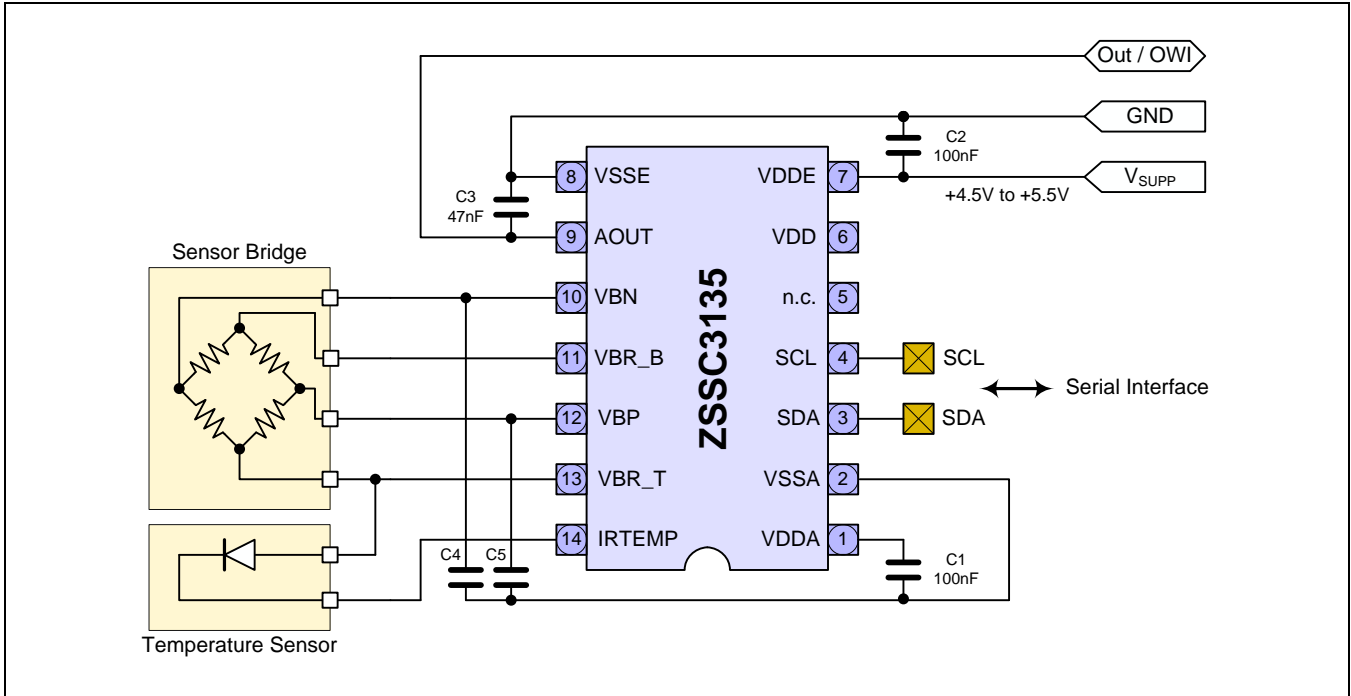 Out / OWI
GND
C2
100nF
V_SUPP
+4.5V to +5.5V
8 VSSE
VDDE 7
C3
47nF
9 AOUT
VDD 6
Sensor Bridge
10 VBN
n.c. 5
ZSSC3135
11 VBR_B
SCL 4
SCL
Serial Interface
12 VBP
SDA 3
SDA
13 VBR_T
VSSA 2
14 IRTEMP
VDDA 1
C4
C5
C1
100nF
Temperature Sensor